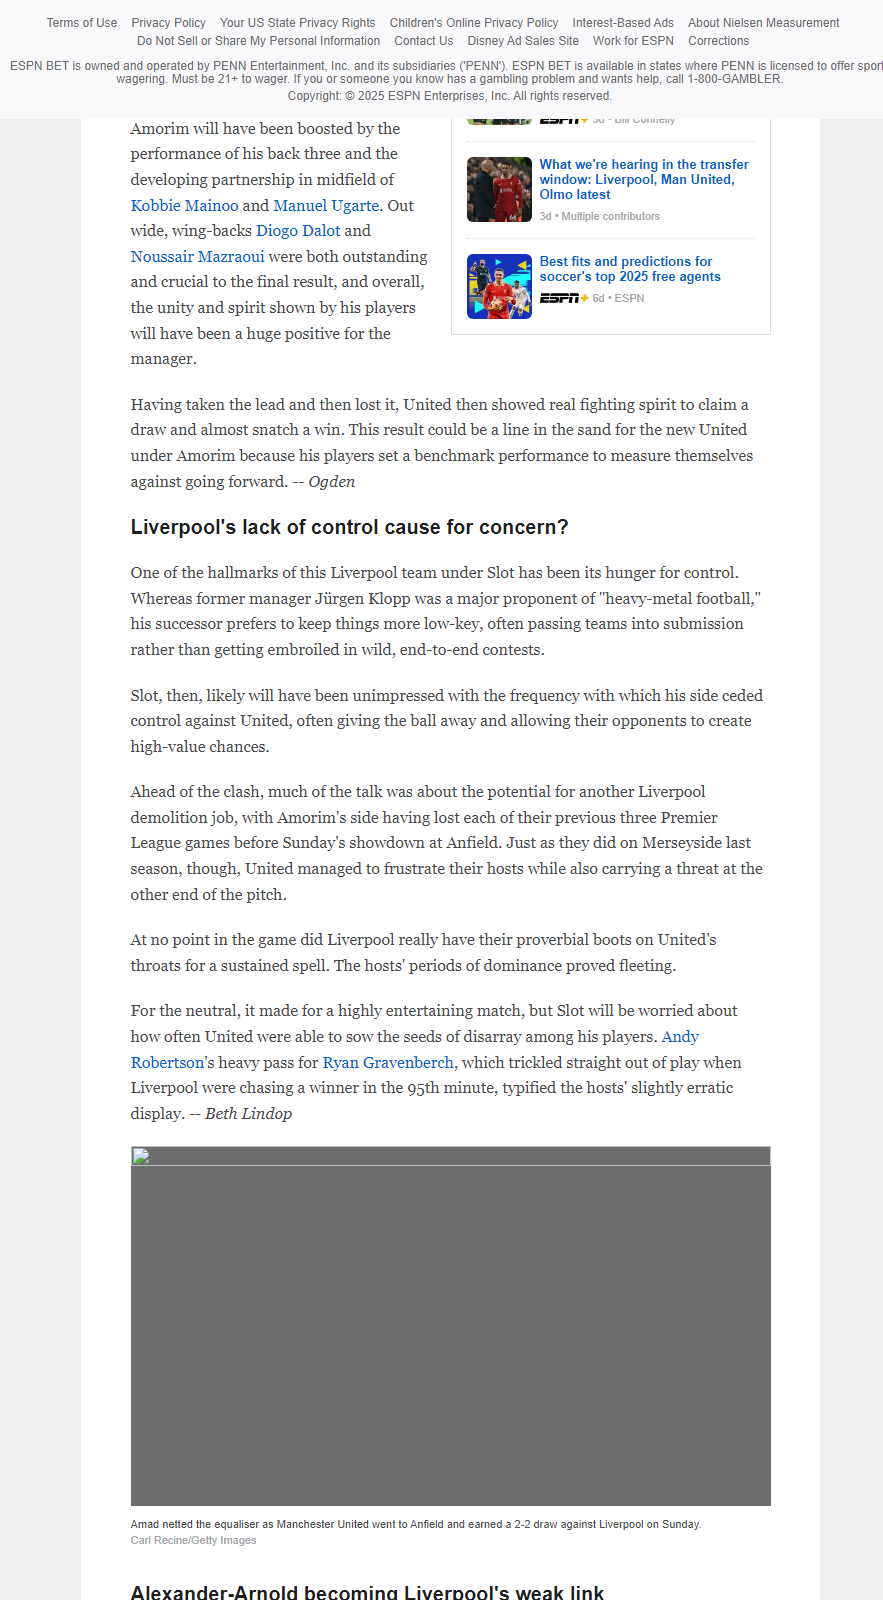 Terms of Use Privacy Policy Your US State Privacy Rights Children's Online Privacy Policy Interest-Based Ads About Nielsen Measurement
Do Not Sell or Share My Personal Information Contact Us Disney Ad Sales Site Work for ESPN Corrections
ESPN BET is owned and operated by PENN Entertainment, Inc. and its subsidiaries ('PENN'). ESPN BET is available in states where PENN is licensed to offer sport
wagering. Must be 21+ to wager. If you or someone you know has a gambling problem and wants help, call 1-800-GAMBLER.
Copyright: © 2025 ESPN Enterprises, Inc. All rights reserved.
Amorim will have been boosted by the
performance of his back three and the
developing partnership in midfield of
Kobbie Mainoo and Manuel Ugarte. Out
wide, wing-backs Diogo Dalot and
Noussair Mazraoui were both outstanding
and crucial to the final result, and overall,
the unity and spirit shown by his players
will have been a huge positive for the
manager.
ESPN+ 3d • Bill Connelly
What we're hearing in the transfer
window: Liverpool, Man United,
Olmo latest
3d • Multiple contributors
Best fits and predictions for
soccer's top 2025 free agents
ESPN+ 6d • ESPN
Having taken the lead and then lost it, United then showed real fighting spirit to claim a
draw and almost snatch a win. This result could be a line in the sand for the new United
under Amorim because his players set a benchmark performance to measure themselves
against going forward. -- Ogden
Liverpool's lack of control cause for concern?
One of the hallmarks of this Liverpool team under Slot has been its hunger for control.
Whereas former manager Jürgen Klopp was a major proponent of "heavy-metal football,"
his successor prefers to keep things more low-key, often passing teams into submission
rather than getting embroiled in wild, end-to-end contests.
Slot, then, likely will have been unimpressed with the frequency with which his side ceded
control against United, often giving the ball away and allowing their opponents to create
high-value chances.
Ahead of the clash, much of the talk was about the potential for another Liverpool
demolition job, with Amorim's side having lost each of their previous three Premier
League games before Sunday's showdown at Anfield. Just as they did on Merseyside last
season, though, United managed to frustrate their hosts while also carrying a threat at the
other end of the pitch.
At no point in the game did Liverpool really have their proverbial boots on United's
throats for a sustained spell. The hosts' periods of dominance proved fleeting.
For the neutral, it made for a highly entertaining match, but Slot will be worried about
how often United were able to sow the seeds of disarray among his players. Andy
Robertson's heavy pass for Ryan Gravenberch, which trickled straight out of play when
Liverpool were chasing a winner in the 95th minute, typified the hosts' slightly erratic
display. -- Beth Lindop
Amad netted the equaliser as Manchester United went to Anfield and earned a 2-2 draw against Liverpool on Sunday.
Carl Recine/Getty Images
Alexander-Arnold becoming Liverpool's weak link